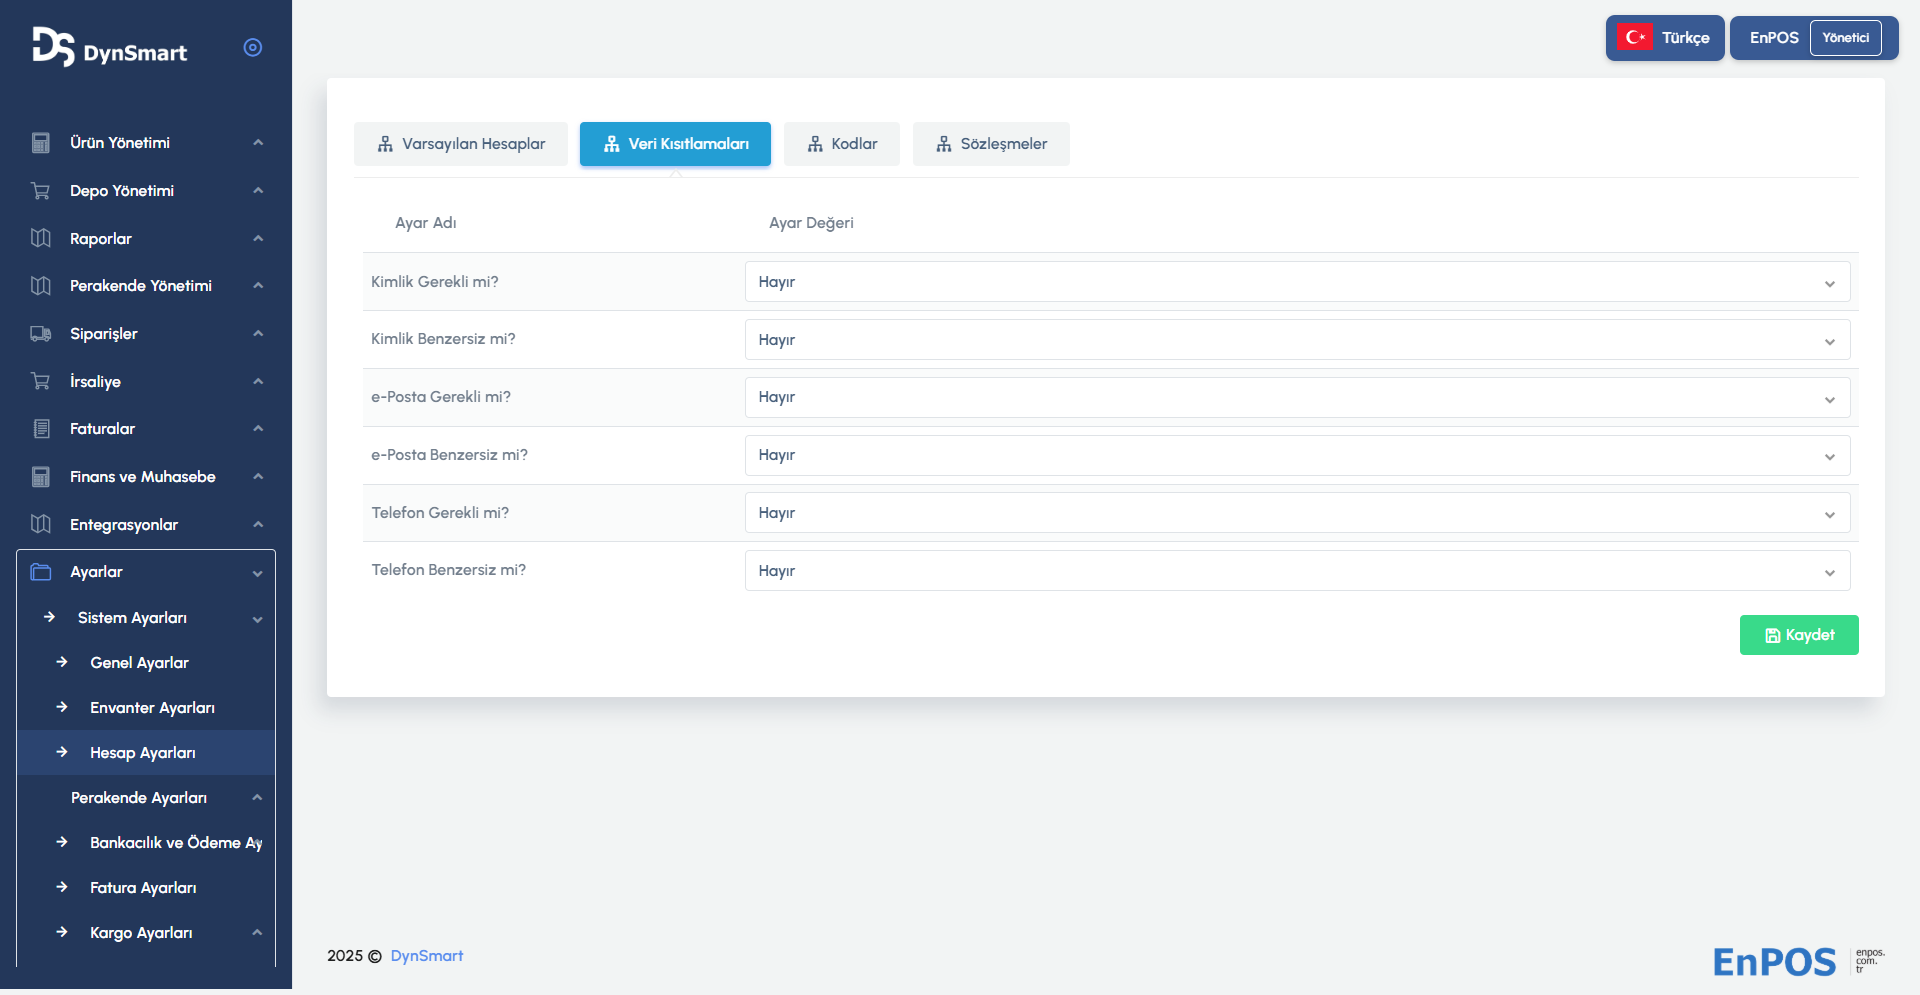 DynSmart
Türkçe
EnPOS
Yönetici
Ürün Yönetimi
Depo Yönetimi
Raporlar
Perakende Yönetimi
Siparişler
İrsaliye
Faturalar
Finans ve Muhasebe
Entegrasyonlar
Ayarlar
Sistem Ayarları
Genel Ayarlar
Envanter Ayarları
Hesap Ayarları
Perakende Ayarları
Bankacılık ve Ödeme Ay
Fatura Ayarları
Kargo Ayarları
Varsayılan Hesaplar
Veri Kısıtlamaları
Kodlar
Sözleşmeler
Ayar Adı
Ayar Değeri
Kimlik Gerekli mi?
Hayır
Kimlik Benzersiz mi?
Hayır
e-Posta Gerekli mi?
Hayır
e-Posta Benzersiz mi?
Hayır
Telefon Gerekli mi?
Hayır
Telefon Benzersiz mi?
Hayır
Kaydet
2025 © DynSmart
EnPOS
enpos.
com.
tr